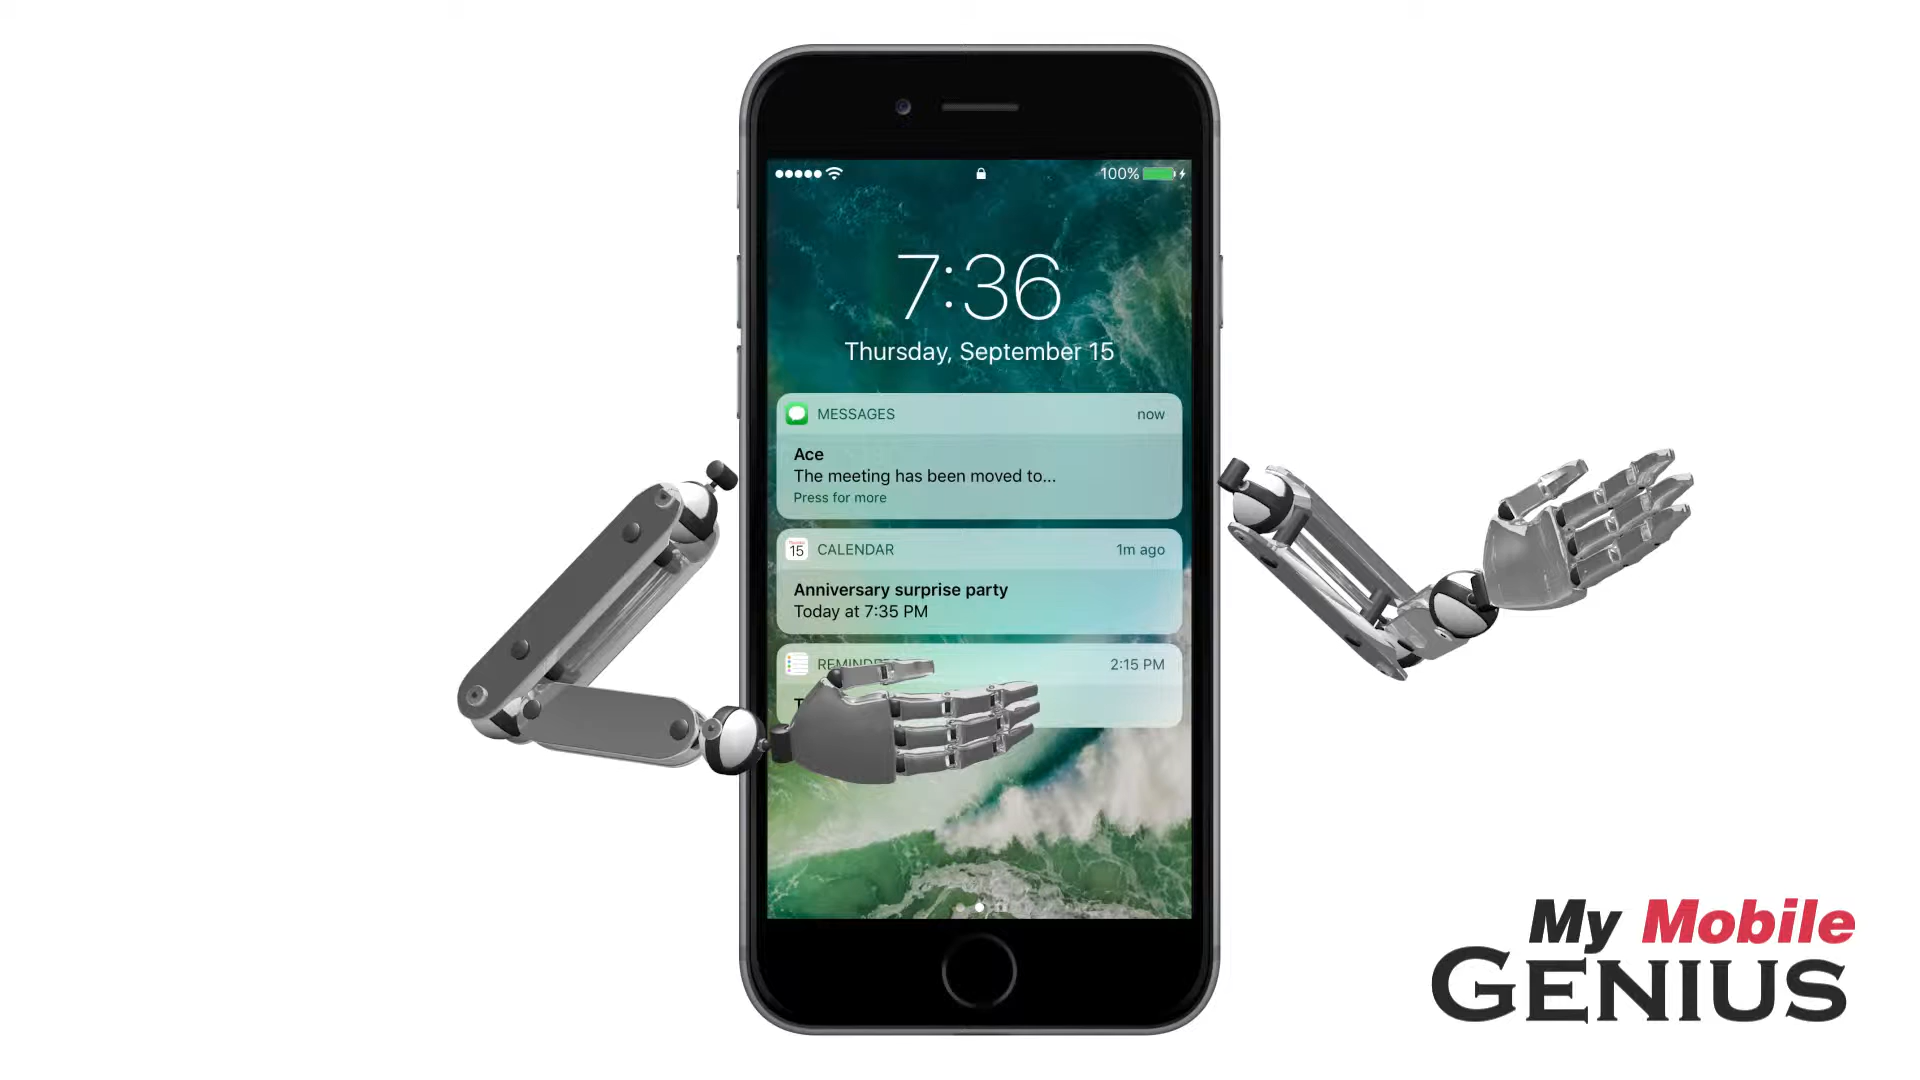 100%
7:36
Thursday, September 15
MESSAGES now
Ace
The meeting has been moved to...
Press for more
15 CALENDAR 1m ago
Anniversary surprise party
Today at 7:35 PM
2:15 PM
My Mobile
GENIUS